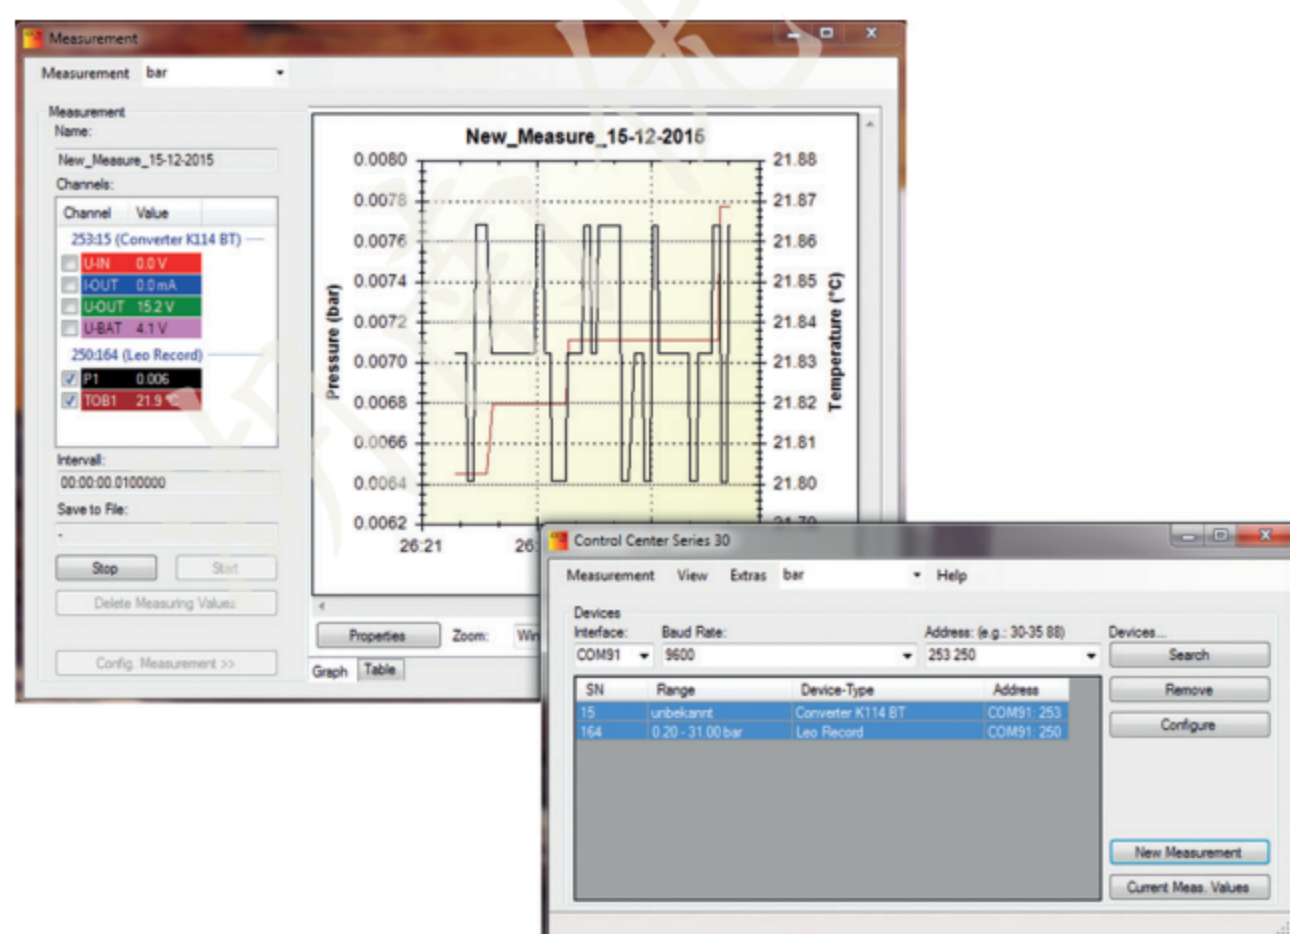 Measurement
Measurement bar
Measurement
Name:
New_Measure_15-12-2015
Channels:
Channel Value
253:15 (Converter K114 BT)
U-IN 0.0 V
I-OUT 0.0 mA
U-OUT 15.2 V
U-BAT 4.1 V
250:164 (Leo Record)
P1 0.006
TOB1 21.9 °C
Intervall:
00:00:00.0100000
Save to File:
-
Stop Start
Delete Measuring Values
Config. Measurement >>
New_Measure_15-12-2015
Pressure (bar)
0.0080
0.0078
0.0076
0.0074
0.0072
0.0070
0.0068
0.0066
0.0064
0.0062
21.88
21.87
21.86
21.85
21.84
21.83
21.82
21.81
21.80
21.79
Temperature (°C)
26:21 26:
Properties Zoom: Win
Graph Table
Control Center Series 30
Measurement View Extras bar Help
Devices
Interface: Baud Rate: Address: (e.g.: 30-35 88) Devices...
COM91 9600 253 250 Search
SN Range Device-Type Address Remove
15 unbekannt Converter K114 BT COM91: 253
164 0.20 - 31.00 bar Leo Record COM91: 250
Configure
New Measurement
Current Meas. Values